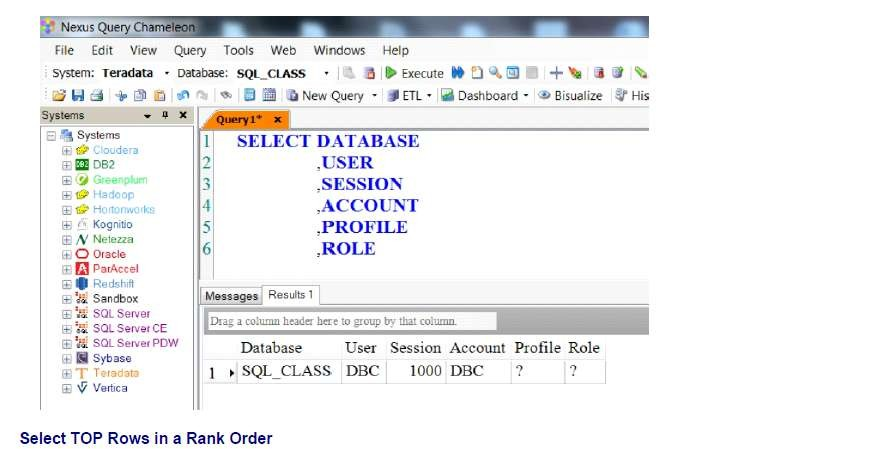 Nexus Query Chameleon
File Edit View Query Tools Web Windows Help
System: Teradata Database: SQL_CLASS Execute
New Query ETL Dashboard Bisualize His
Systems
Query1* x
Systems
Cloudera
DB2 DB2
Greenplum
Hadoop
Hortonworks
Kognitio
Netezza
Oracle
ParAccel
Redshift
Sandbox
SQL Server
SQL Server CE
SQL Server PDW
Sybase
Teradata
Vertica
1 SELECT DATABASE
2 ,USER
3 ,SESSION
4 ,ACCOUNT
5 ,PROFILE
6 ,ROLE
Messages Results 1
Drag a column header here to group by that column.
Database User Session Account Profile Role
1 SQL_CLASS DBC 1000 DBC ? ?
Select TOP Rows in a Rank Order